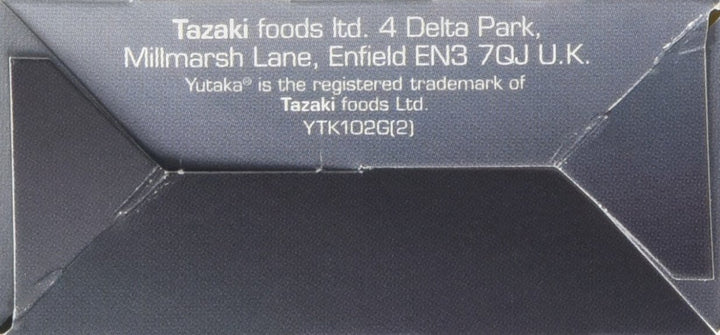 Tazaki foods ltd. 4 Delta Park,
Millmarsh Lane, Enfield EN3 7QJ U.K.
Yutaka® is the registered trademark of
Tazaki foods Ltd.
YTK102G(2)